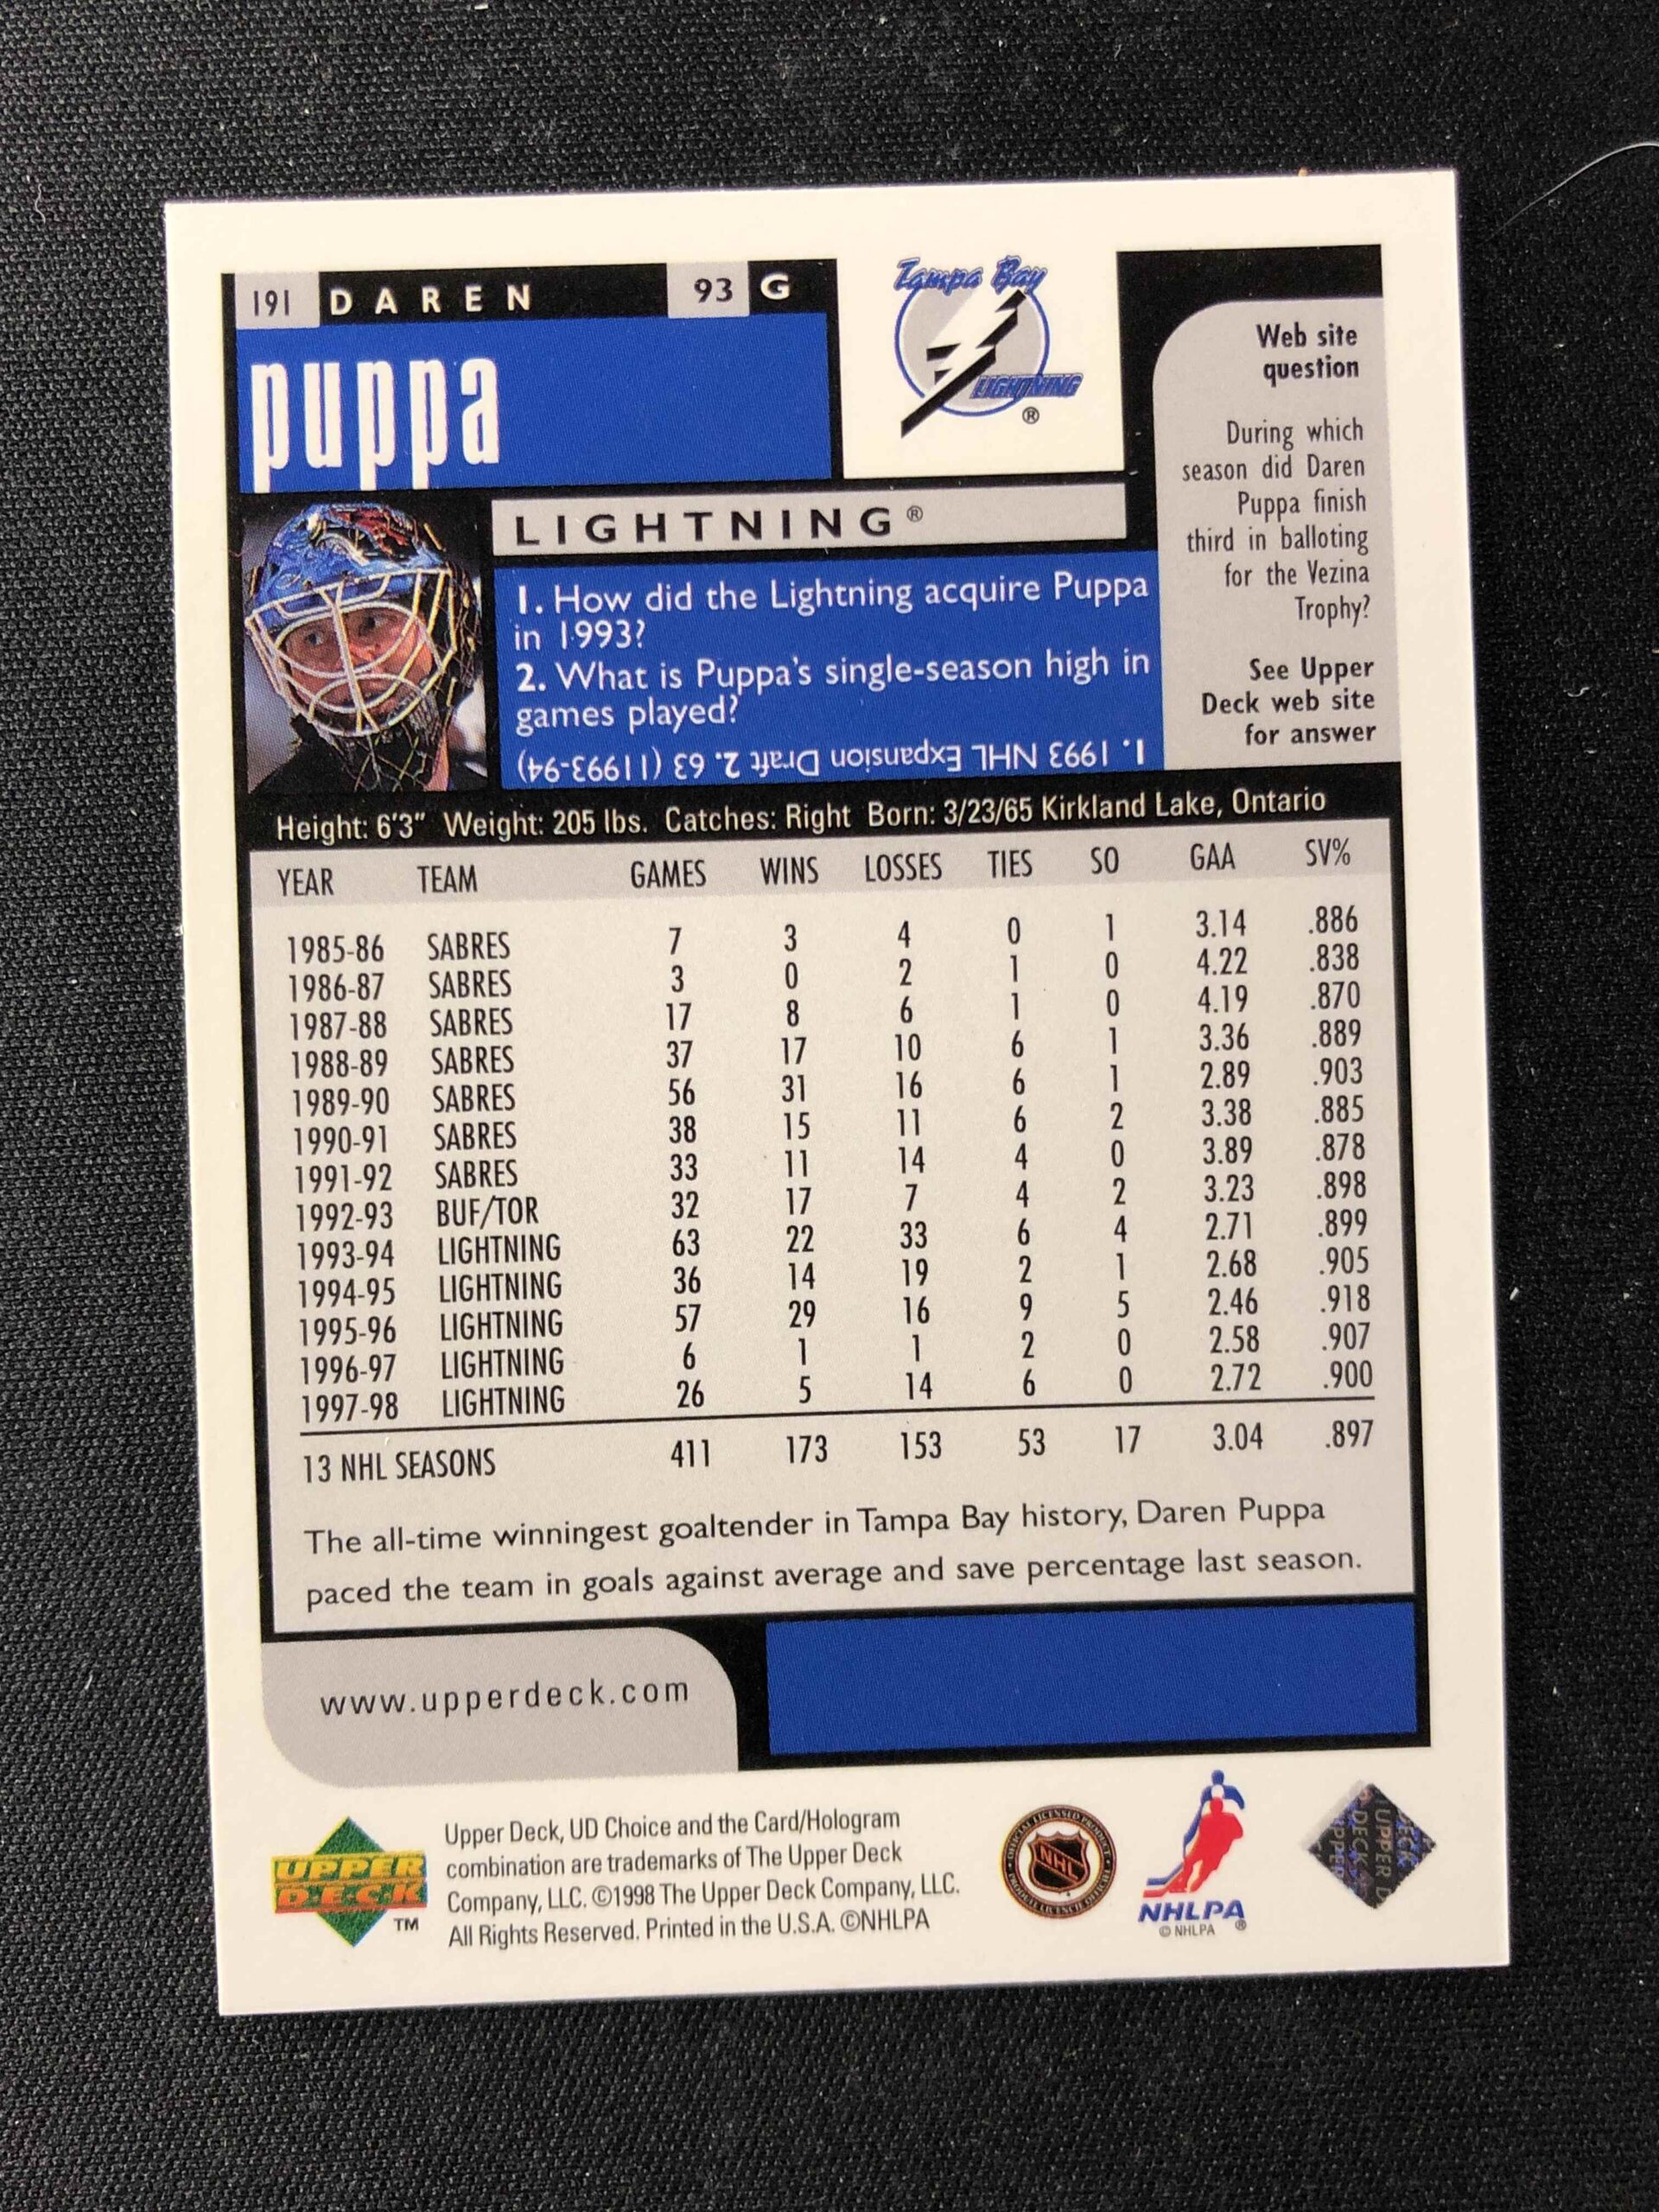 191 DAREN 93 G
puppa
Tampa Bay
LIGHTNING
®
LIGHTNING®
1. How did the Lightning acquire Puppa
in 1993?
2. What is Puppa's single-season high in
games played?
1. 1993 NHL Expansion Draft 2. 63 (11993-94)
Web site
question
During which
season did Daren
Puppa finish
third in balloting
for the Vezina
Trophy?
See Upper
Deck web site
for answer
Height: 6'3" Weight: 205 lbs. Catches: Right Born: 3/23/65 Kirkland Lake, Ontario
YEAR TEAM GAMES WINS LOSSES TIES SO GAA SV%
1985-86 SABRES 7 3 4 0 1 3.14 .886
1986-87 SABRES 3 0 2 1 0 4.22 .838
1987-88 SABRES 17 8 6 1 0 4.19 .870
1988-89 SABRES 37 17 10 6 1 3.36 .889
1989-90 SABRES 56 31 16 6 1 2.89 .903
1990-91 SABRES 38 15 11 6 2 3.38 .885
1991-92 SABRES 33 11 14 4 0 3.89 .878
1992-93 BUF/TOR 32 17 7 4 2 3.23 .898
1993-94 LIGHTNING 63 22 33 6 4 2.71 .899
1994-95 LIGHTNING 36 14 19 2 1 2.68 .905
1995-96 LIGHTNING 57 29 16 9 5 2.46 .918
1996-97 LIGHTNING 6 1 1 2 0 2.58 .907
1997-98 LIGHTNING 26 5 14 6 0 2.72 .900
13 NHL SEASONS 411 173 153 53 17 3.04 .897
The all-time winningest goaltender in Tampa Bay history, Daren Puppa
paced the team in goals against average and save percentage last season.
www.upperdeck.com
UPPER
DECK
TM
Upper Deck, UD Choice and the Card/Hologram
combination are trademarks of The Upper Deck
Company, LLC. ©1998 The Upper Deck Company, LLC.
All Rights Reserved. Printed in the U.S.A. ©NHLPA
NHL
NHLPA
© NHLPA ®
UPPER D
DECK